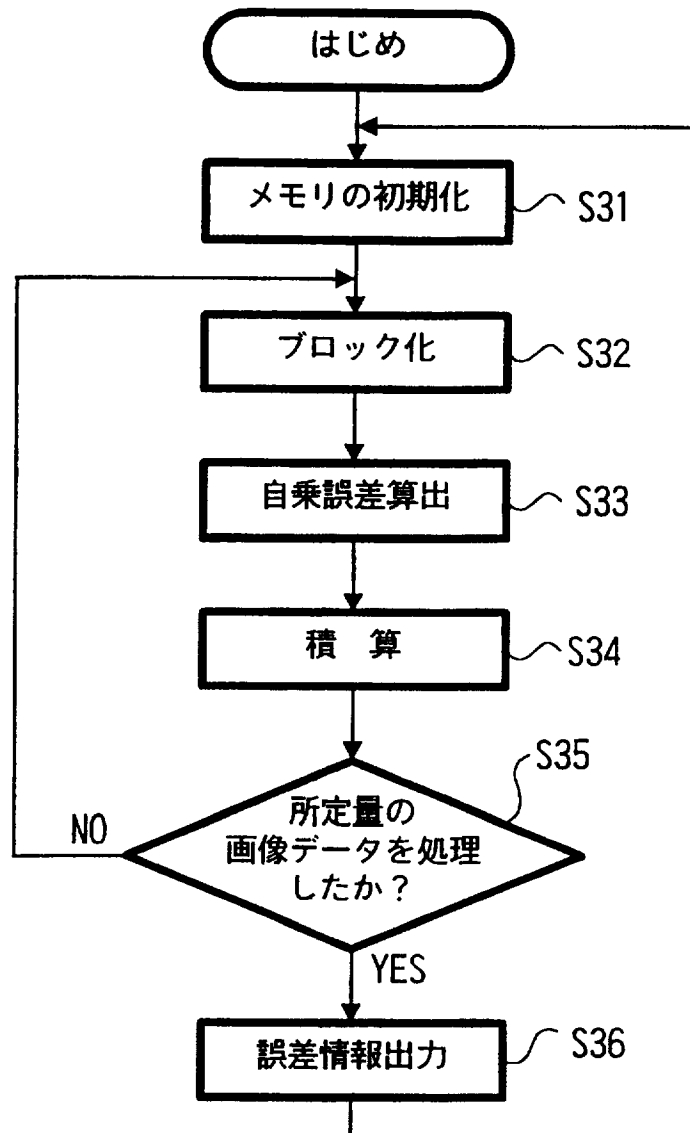 はじめ
メモリの初期化
S31
ブロック化
S32
自乗誤差算出
S33
積　算
S34
S35
所定量の
画像データを処理
したか？
NO
YES
誤差情報出力
S36